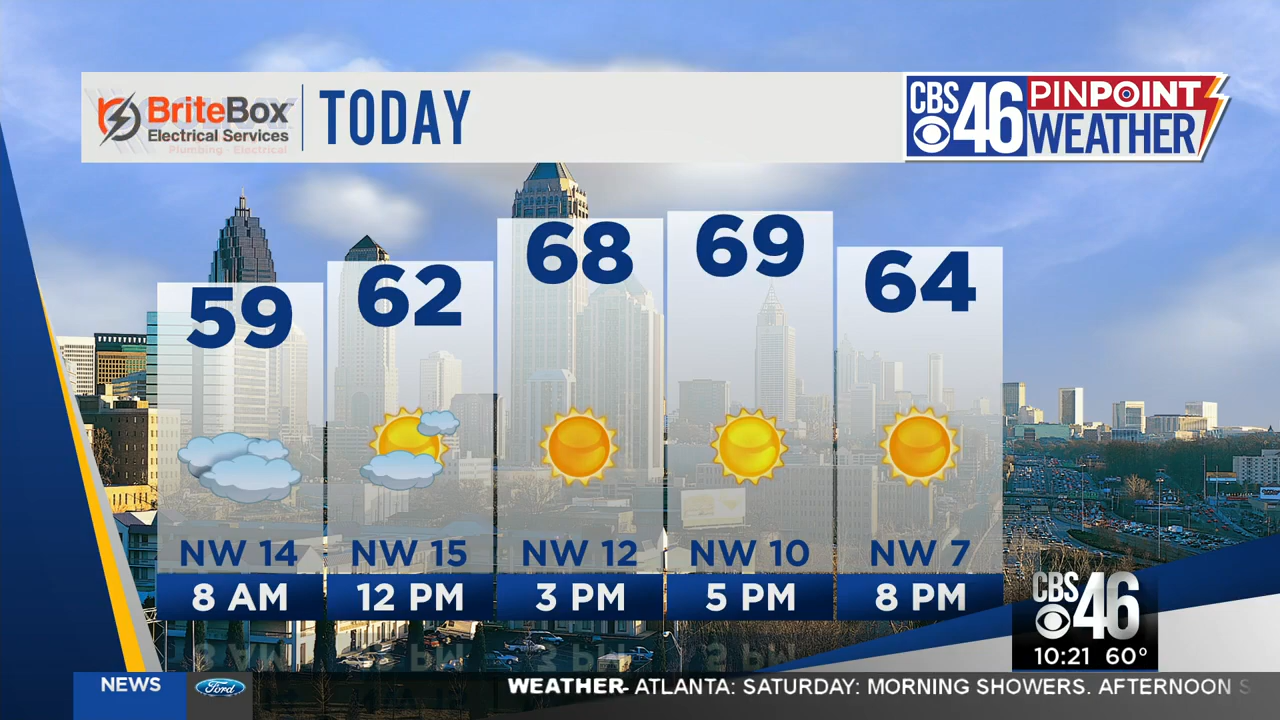 BriteBox
Electrical Services
Plumbing - Electrical
TODAY
CBS 46 PINPOINT
WEATHER
59
62
68
69
64
NW 14
NW 15
NW 12
NW 10
NW 7
8 AM
12 PM
3 PM
5 PM
8 PM
CBS 46
10:21 60°
NEWS
Ford
WEATHER- ATLANTA: SATURDAY: MORNING SHOWERS. AFTERNOON S